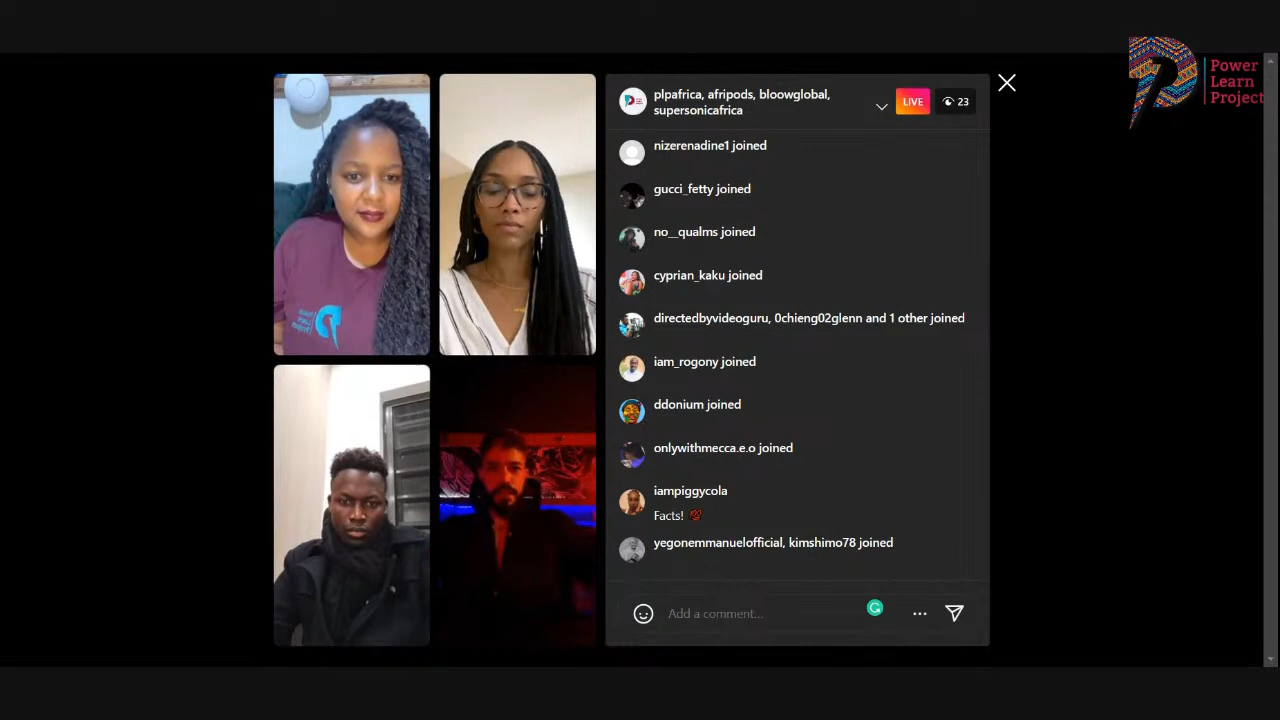 Power
Learn
Project
plpafrica, afripods, bloowglobal,
supersonicafrica
LIVE
23
nizerenadine1 joined
gucci_fetty joined
no__qualms joined
cyprian_kaku joined
directedbyvideoguru, 0chieng02glenn and 1 other joined
iam_rogony joined
ddonium joined
onlywithmecca.e.o joined
iampiggycola
Facts! 💯
yegonemmanuelofficial, kimshimo78 joined
Add a comment...